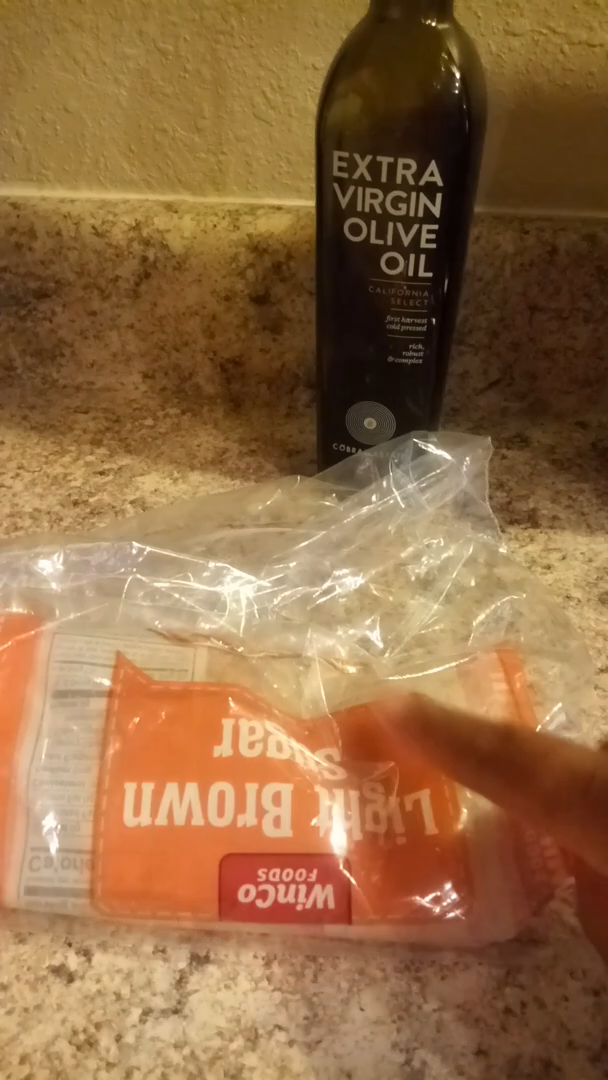 EXTRA
VIRGIN
OLIVE
OIL
CALIFORNIA
SELECT
first harvest
cold pressed
rich,
robust
& complex
Light Brown
Sugar
WinCo
FOODS